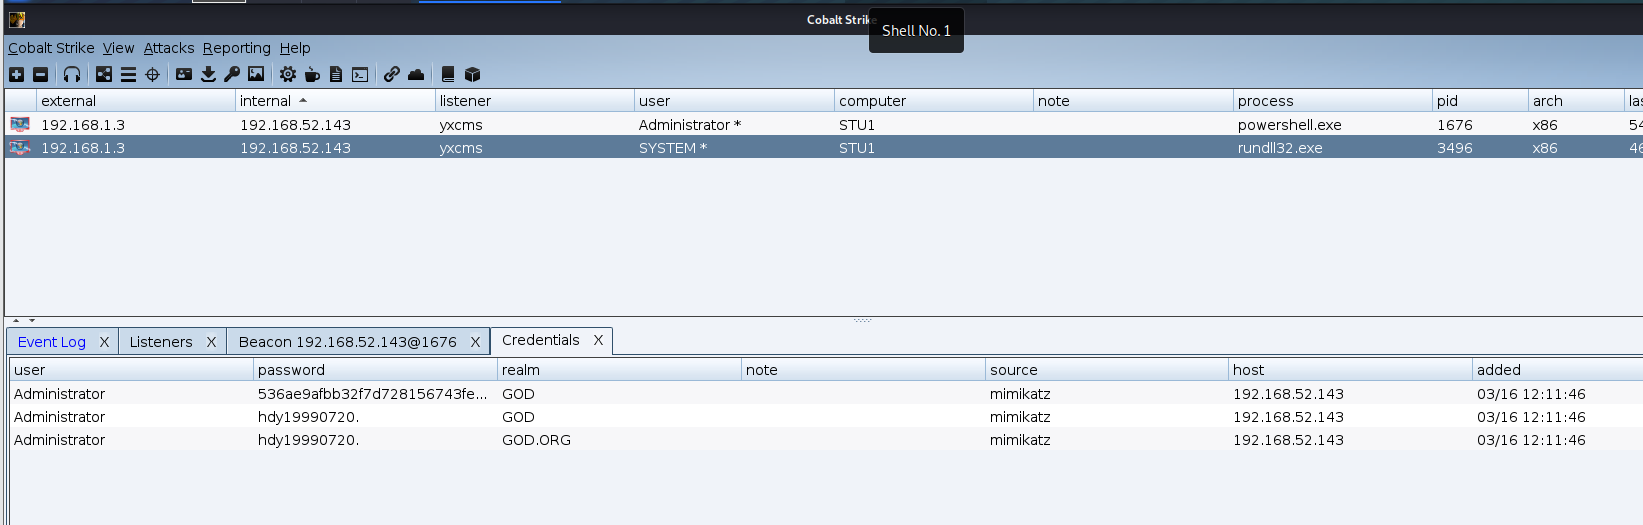 Cobalt Strike
Shell No. 1
Cobalt Strike View Attacks Reporting Help
external internal listener user computer note process pid arch
192.168.1.3 192.168.52.143 yxcms Administrator * STU1 powershell.exe 1676 x86 54
192.168.1.3 192.168.52.143 yxcms SYSTEM * STU1 rundll32.exe 3496 x86 46
Event Log X Listeners X Beacon 192.168.52.143@1676 X Credentials X
user password realm note source host added
Administrator 536ae9afbb32f7d728156743fe... GOD mimikatz 192.168.52.143 03/16 12:11:46
Administrator hdy19990720. GOD mimikatz 192.168.52.143 03/16 12:11:46
Administrator hdy19990720. GOD.ORG mimikatz 192.168.52.143 03/16 12:11:46